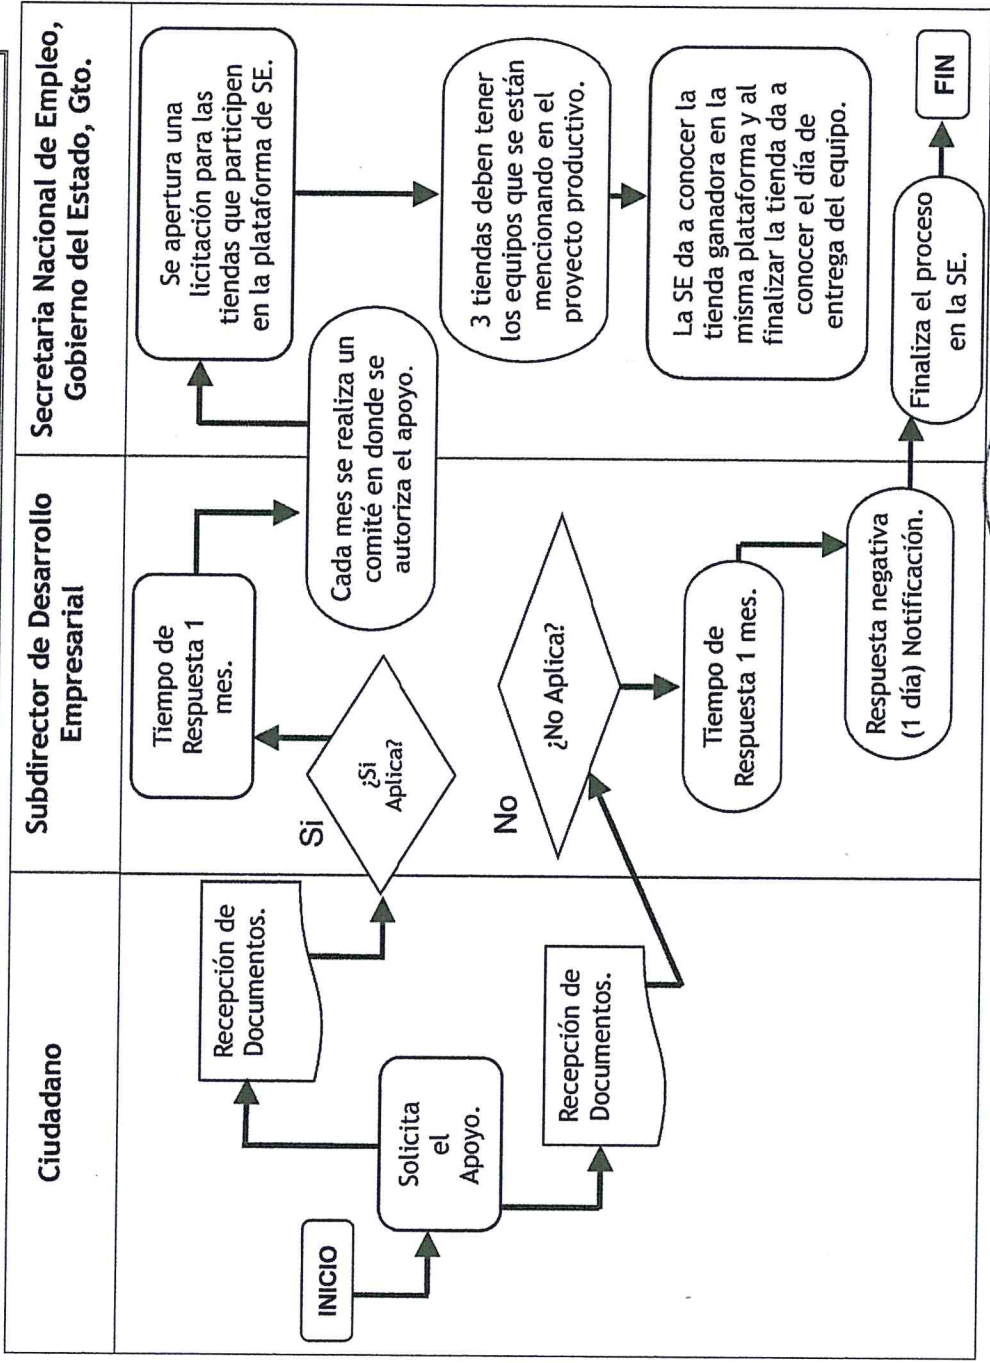 Ciudadano
Subdirector de Desarrollo
Empresarial
Secretaria Nacional de Empleo,
Gobierno del Estado, Gto.
INICIO
Solicita
el
Apoyo.
Recepción de
Documentos.
Recepción de
Documentos.
Si
¿Si
Aplica?
Tiempo de
Respuesta 1
mes.
No
¿No Aplica?
Tiempo de
Respuesta 1 mes.
Respuesta negativa
(1 día) Notificación.
Cada mes se realiza un
comité en donde se
autoriza el apoyo.
Se apertura una
licitación para las
tiendas que participen
en la plataforma de SE.
3 tiendas deben tener
los equipos que se están
mencionando en el
proyecto productivo.
La SE da a conocer la
tienda ganadora en la
misma plataforma y al
finalizar la tienda da a
conocer el día de
entrega del equipo.
Finaliza el proceso
en la SE.
FIN